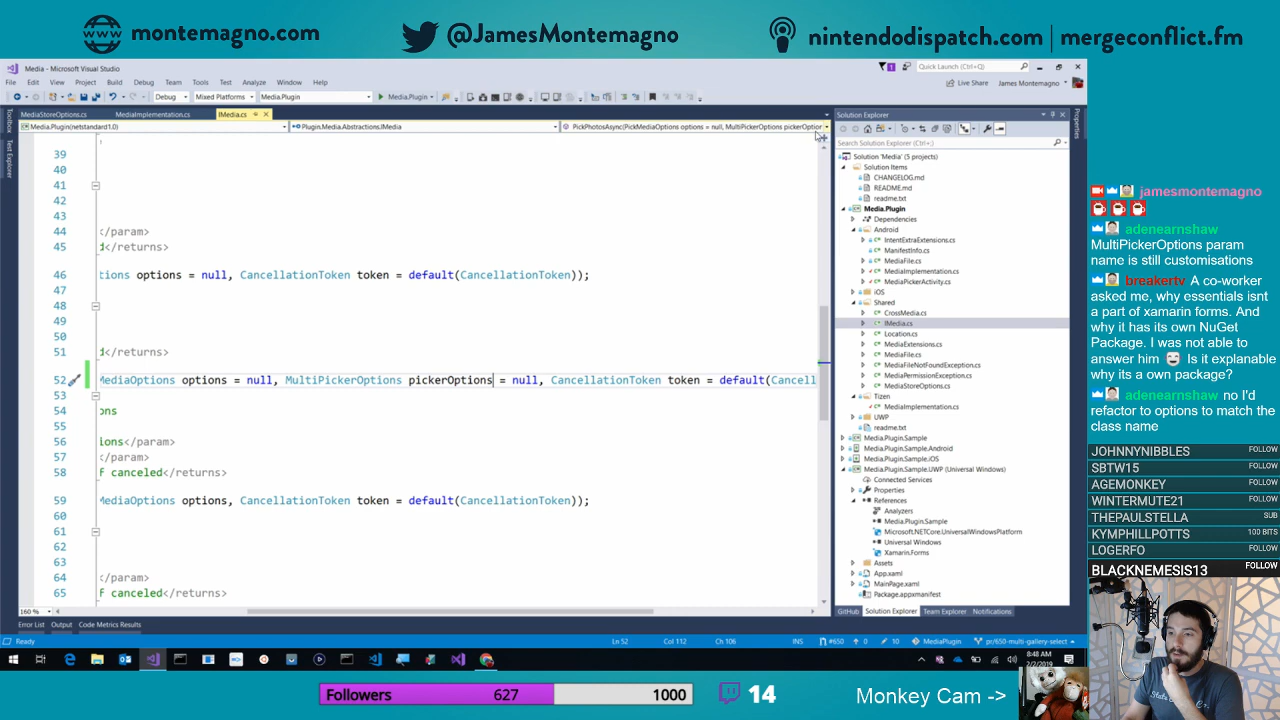 montemagno.com
@JamesMontemagno
nintendodispatch.com | mergeconflict.fm
Media - Microsoft Visual Studio
Quick Launch (Ctrl+Q)
File Edit View Project Build Debug Team Tools Test Analyze Window Help
Live Share
James Montemagno
Debug Mixed Platforms Media.Plugin Media.Plugin
Toolbox
Test Explorer
MediaStoreOptions.cs MediaImplementation.cs IMedia.cs
Media.Plugin(netstandard1.0)
Plugin.Media.Abstractions.IMedia
PickPhotosAsync(PickMediaOptions options = null, MultiPickerOptions pickerOption
39
40
41
42
43
44 </param>
45 d</returns>
46 tions options = null, CancellationToken token = default(CancellationToken));
47
48
49
50
51 d</returns>
52 MediaOptions options = null, MultiPickerOptions pickerOptions = null, CancellationToken token = default(Cancell
53
54 ons
55
56 ions</param>
57 </param>
58 f canceled</returns>
59 MediaOptions options, CancellationToken token = default(CancellationToken));
60
61
62
63
64 </param>
65 f canceled</returns>
160 %
Error List Code Metrics Results
Ready
Ln 52 Col 112 Ch 106 INS
#650 0 10 MediaPlugin pr/650-multi-gallery-select
Solution Explorer
Properties
Search Solution Explorer (Ctrl+;)
Solution 'Media' (5 projects)
Solution Items
CHANGELOG.md
README.md
readme.txt
Media.Plugin
Dependencies
Android
IntentExtraExtensions.cs
ManifestInfo.cs
MediaFile.cs
MediaImplementation.cs
MediaPickerActivity.cs
iOS
Shared
CrossMedia.cs
IMedia.cs
Location.cs
MediaExtensions.cs
MediaFile.cs
MediaFileNotFoundException.cs
MediaPermissionException.cs
MediaStoreOptions.cs
Tizen
MediaImplementation.cs
UWP
readme.txt
Media.Plugin.Sample
Media.Plugin.Sample.Android
Media.Plugin.Sample.iOS
Media.Plugin.Sample.UWP (Universal Windows)
Connected Services
Properties
References
Analyzers
Media.Plugin.Sample
Microsoft.NETCore.UniversalWindowsPlatform
Universal Windows
Xamarin.Forms
Assets
App.xaml
MainPage.xaml
Package.appxmanifest
GitHub Solution Explorer Team Explorer Notifications
8:48 AM
2/2/2019
jamesmontemagno
adenearnshaw
MultiPickerOptions param
name is still customisations
breakertv A co-worker
asked me, why essentials isnt
a part of xamarin forms. And
why it has its own NuGet
Package. I was not able to
answer him Is it explanable
why its a own package?
adenearnshaw no I'd
refactor to options to match the
class name
JOHNNYNIBBLES FOLLOW
SBTW15 FOLLOW
AGEMONKEY FOLLOW
WINTERMUTE21 FOLLOW
THEPAULSTELLA SUB
KYMPHILLPOTTS 100 BITS
LOGERFO FOLLOW
BLACKNEMESIS13 FOLLOW
Followers 627 1000
14
Monkey Cam ->